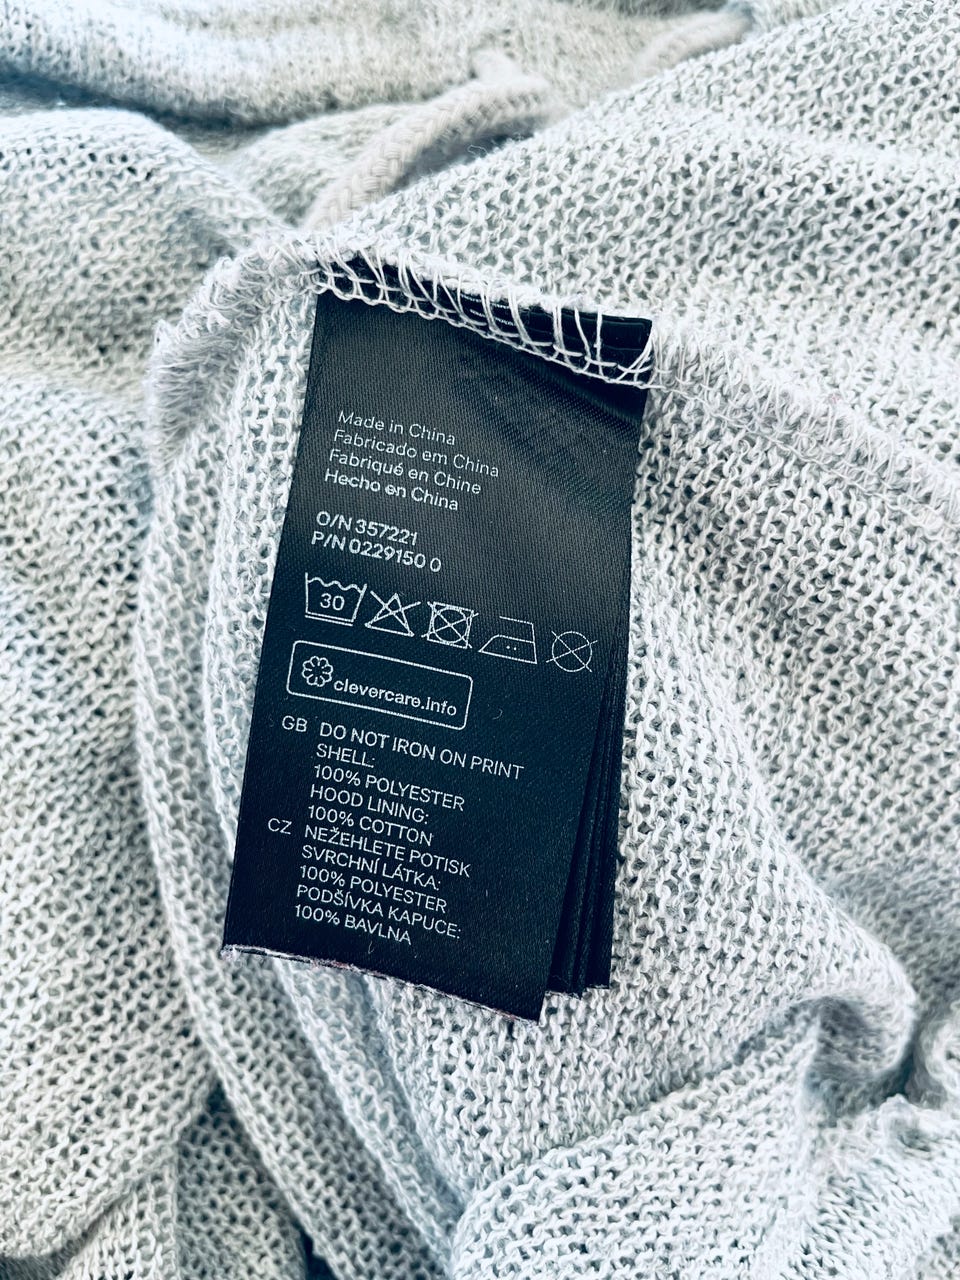 Made in China
Fabricado em China
Fabriqué en Chine
Hecho en China
O/N 357221
P/N 0229150 0
30
clevercare.info
GB DO NOT IRON ON PRINT
SHELL:
100% POLYESTER
HOOD LINING:
100% COTTON
CZ NEŽEHLETE POTISK
SVRCHNÍ LÁTKA:
100% POLYESTER
PODŠÍVKA KAPUCE:
100% BAVLNA